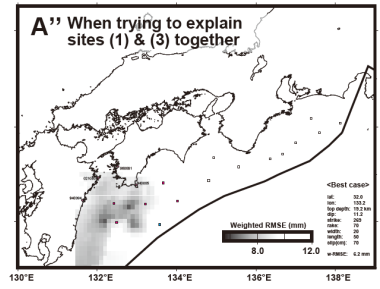 A’’ When trying to explain
sites (1) & (3) together
<Best case>
lat: 32.0
lon: 133.2
top depth: 19.2 km
dip: 11.2
strike: 269
rake: 70
width: 20
length: 50
slip(cm): 70
w-RMSE: 6.2 mm
Weighted RMSE (mm)
8.0 12.0
130°E 132°E 134°E 136°E 138°E